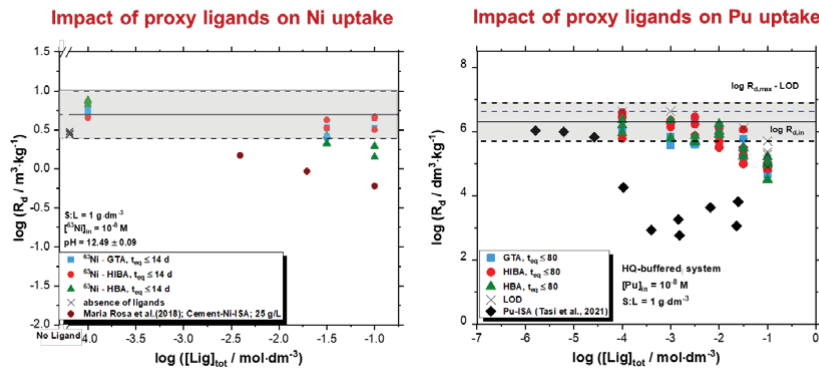 Impact of proxy ligands on Ni uptake
1.5
1.0
0.5
0.0
-0.5
-1.0
1.0
-1.5
-2.0
log (Rd / m³·kg⁻¹)
S:L = 1 g·dm⁻³
[⁶³Ni]in = 10⁻⁸ M
pH = 12.49 ± 0.09
⁶³Ni - GTA, teq ≤ 14 d
⁶³Ni - HIBA, teq ≤ 14 d
⁶³Ni - HBA, teq ≤ 14 d
absence of ligands
Maria Rosa et al.(2018); Cement-Ni-ISA; 25 g/L
No Ligand
-4.0 -2.5 -2.0 -1.5 -1.0
log ([Lig]tot / mol·dm⁻³)
Impact of proxy ligands on Pu uptake
8
6
4
2
0
log (Rd / dm³·kg⁻¹)
log Rd,max - LOD
log Rd,in
GTA, teq ≤ 80
HIBA, teq ≤ 80
HBA, teq ≤ 80
LOD
Pu-ISA (Tasi et al., 2021)
HQ-buffered, system
[Pu]in = 10⁻⁸ M
S:L = 1 g·dm⁻³
-7 -6 -5 -4 -3 -2 -1 0
log ([Lig]tot / mol·dm⁻³)